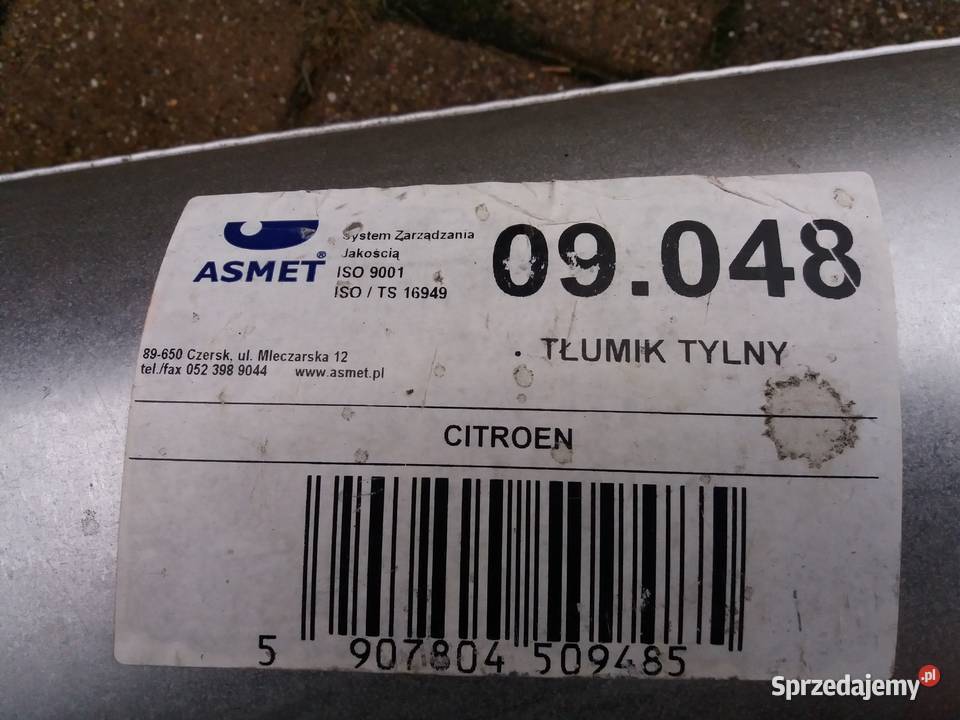 ASMET®
System Zarządzania
Jakością
ISO 9001
ISO / TS 16949
09.048
TŁUMIK TYLNY
89-650 Czersk, ul. Mleczarska 12
tel./fax 052 398 9044 www.asmet.pl
CITROEN
5 907804 509485
Sprzedajemy.pl